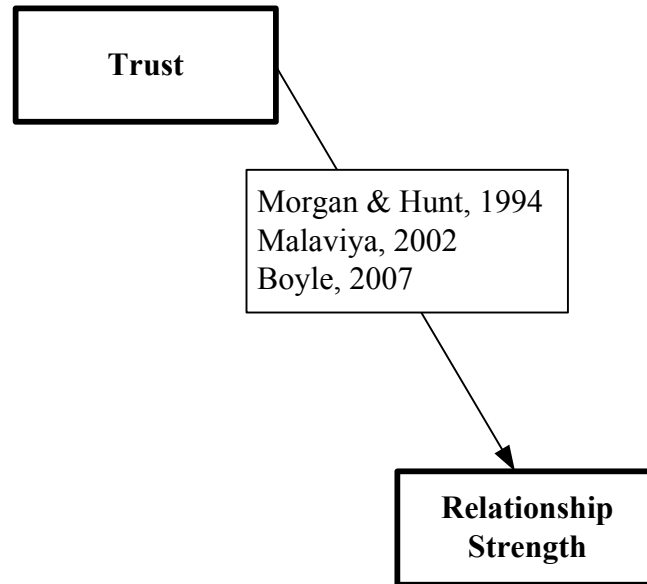 Trust
Morgan & Hunt, 1994
Malaviya, 2002
Boyle, 2007
Relationship
Strength